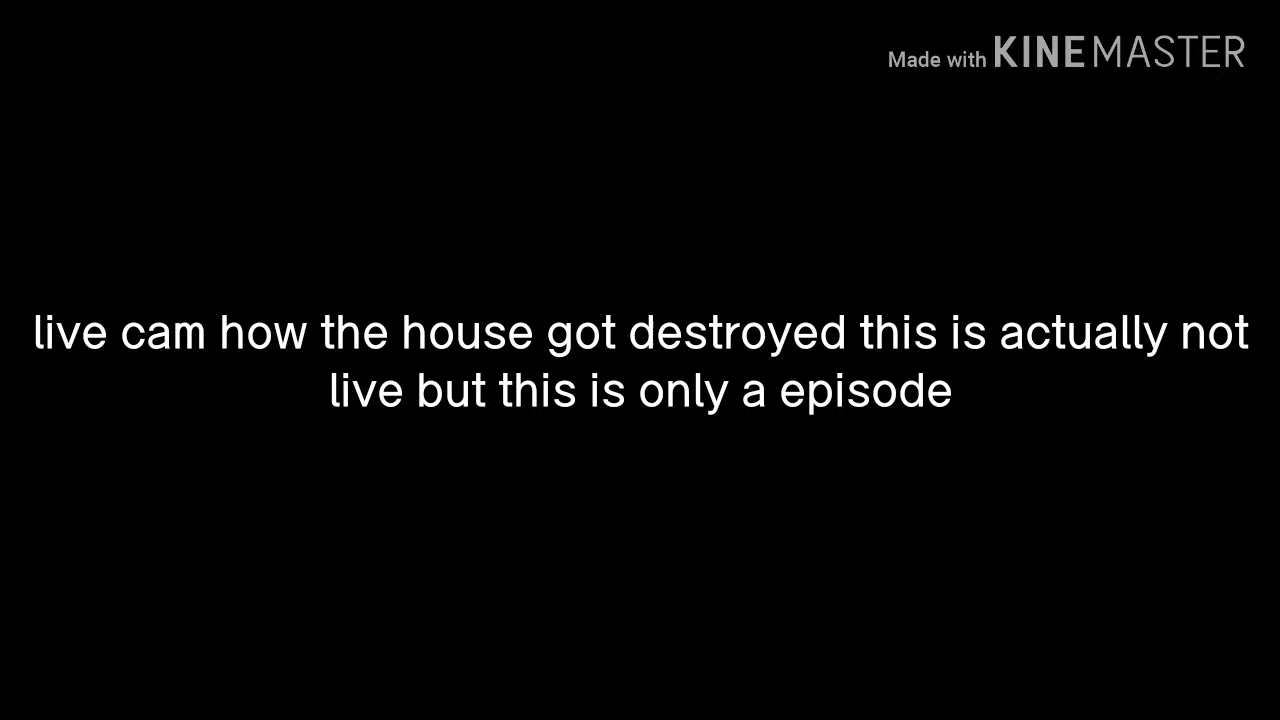 Made with KINEMASTER
live cam how the house got destroyed this is actually not
live but this is only a episode